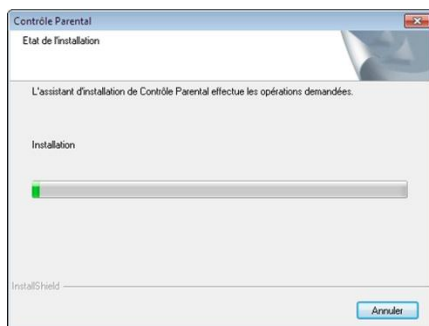 Contrôle Parental
Etat de l'installation
L'assistant d'installation de Contrôle Parental effectue les opérations demandées.
Installation
InstallShield
Annuler